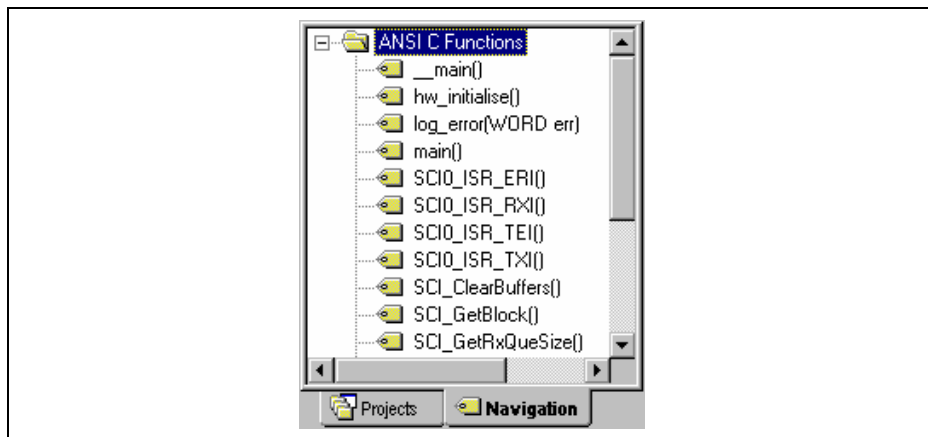 ANSI C Functions
__main()
hw_initialise()
log_error(WORD err)
main()
SCI0_ISR_ERI()
SCI0_ISR_RXI()
SCI0_ISR_TEI()
SCI0_ISR_TXI()
SCI_ClearBuffers()
SCI_GetBlock()
SCI_GetRxQueSize()
Projects Navigation